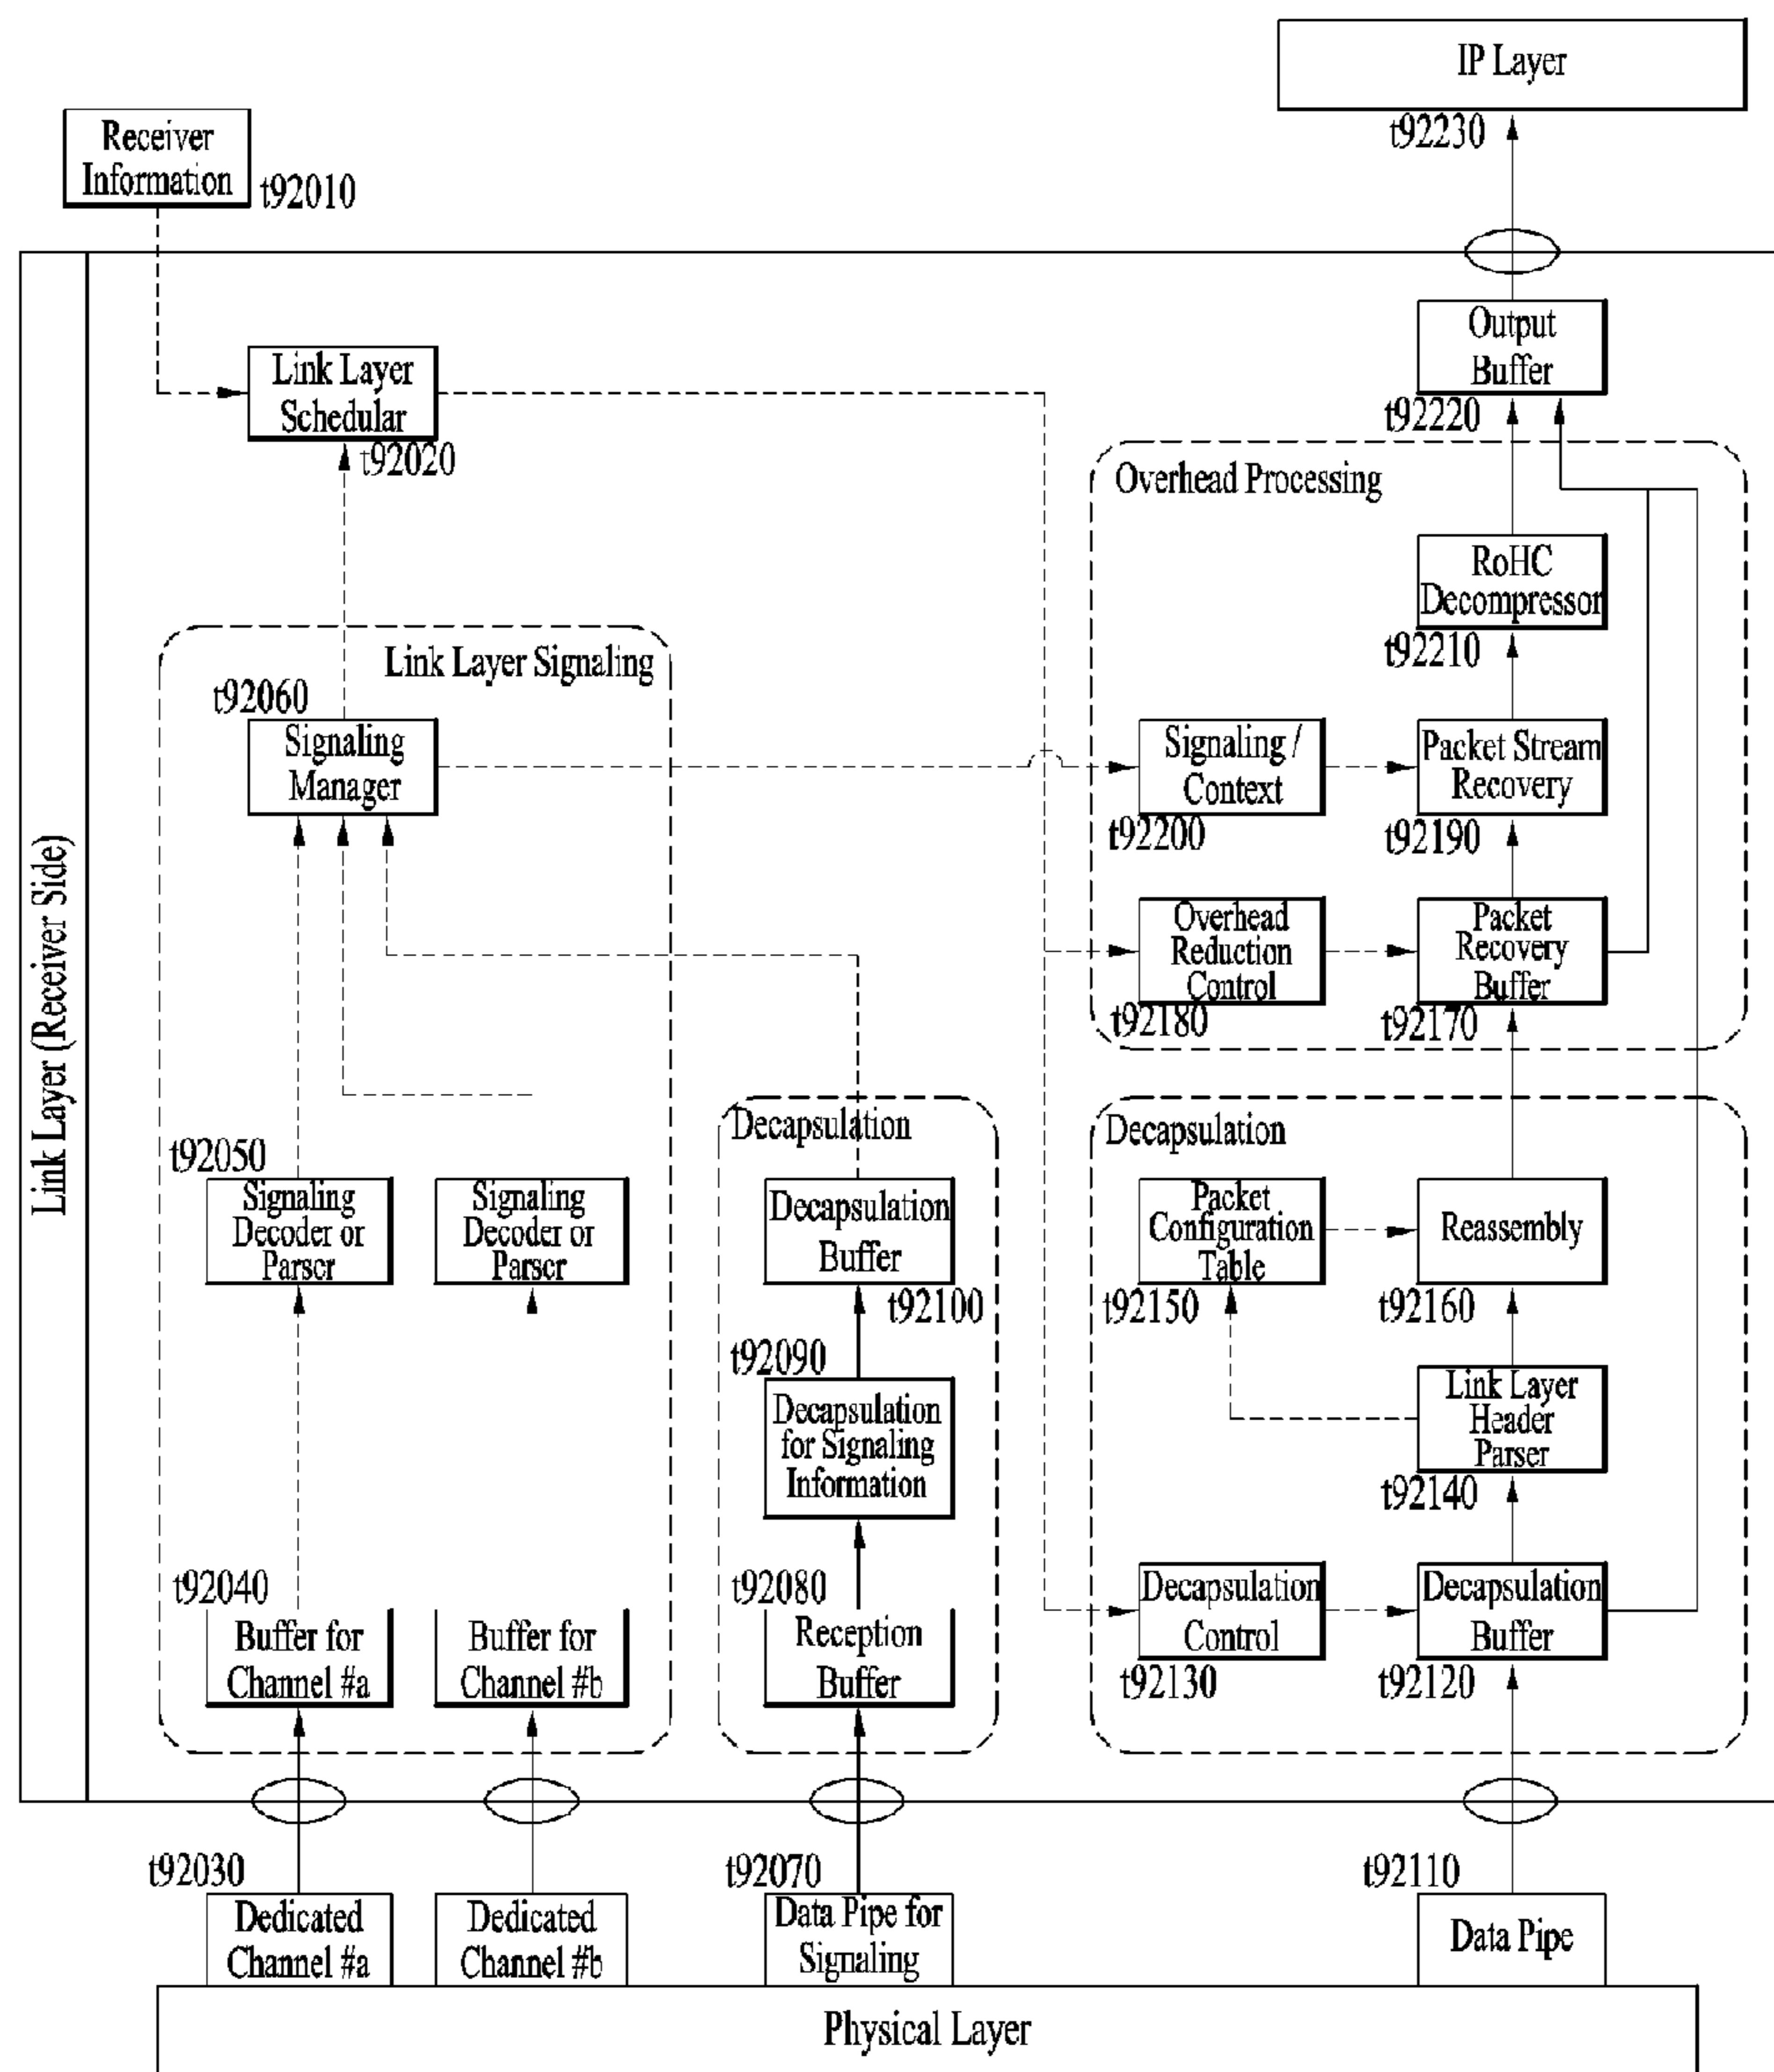 IP Layer
t92230
Receiver
Information
t92010
Output
Buffer
t92220
Link Layer
Schedular
t92020
Overhead Processing
RoHC
Decompressor
t92210
Link Layer Signaling
t92060
Signaling
Manager
Signaling /
Context
t92200
Packet Stream
Recovery
t92190
Overhead
Reduction
Control
t92180
Packet
Recovery
Buffer
t92170
Link Layer (Receiver Side)
Decapsulation
Decapsulation
t92050
Signaling
Decoder or
Parser
Signaling
Decoder or
Parser
Decapsulation
Buffer
t92100
Packet
Configuration
Table
t92150
Reassembly
t92160
t92090
Decapsulation
for Signaling
Information
Link Layer
Header
Parser
t92140
t92040
Buffer for
Channel #a
Buffer for
Channel #b
t92080
Reception
Buffer
Decapsulation
Control
t92130
Decapsulation
Buffer
t92120
t92030
Dedicated
Channel #a
Dedicated
Channel #b
t92070
Data Pipe for
Signaling
t92110
Data Pipe
Physical Layer